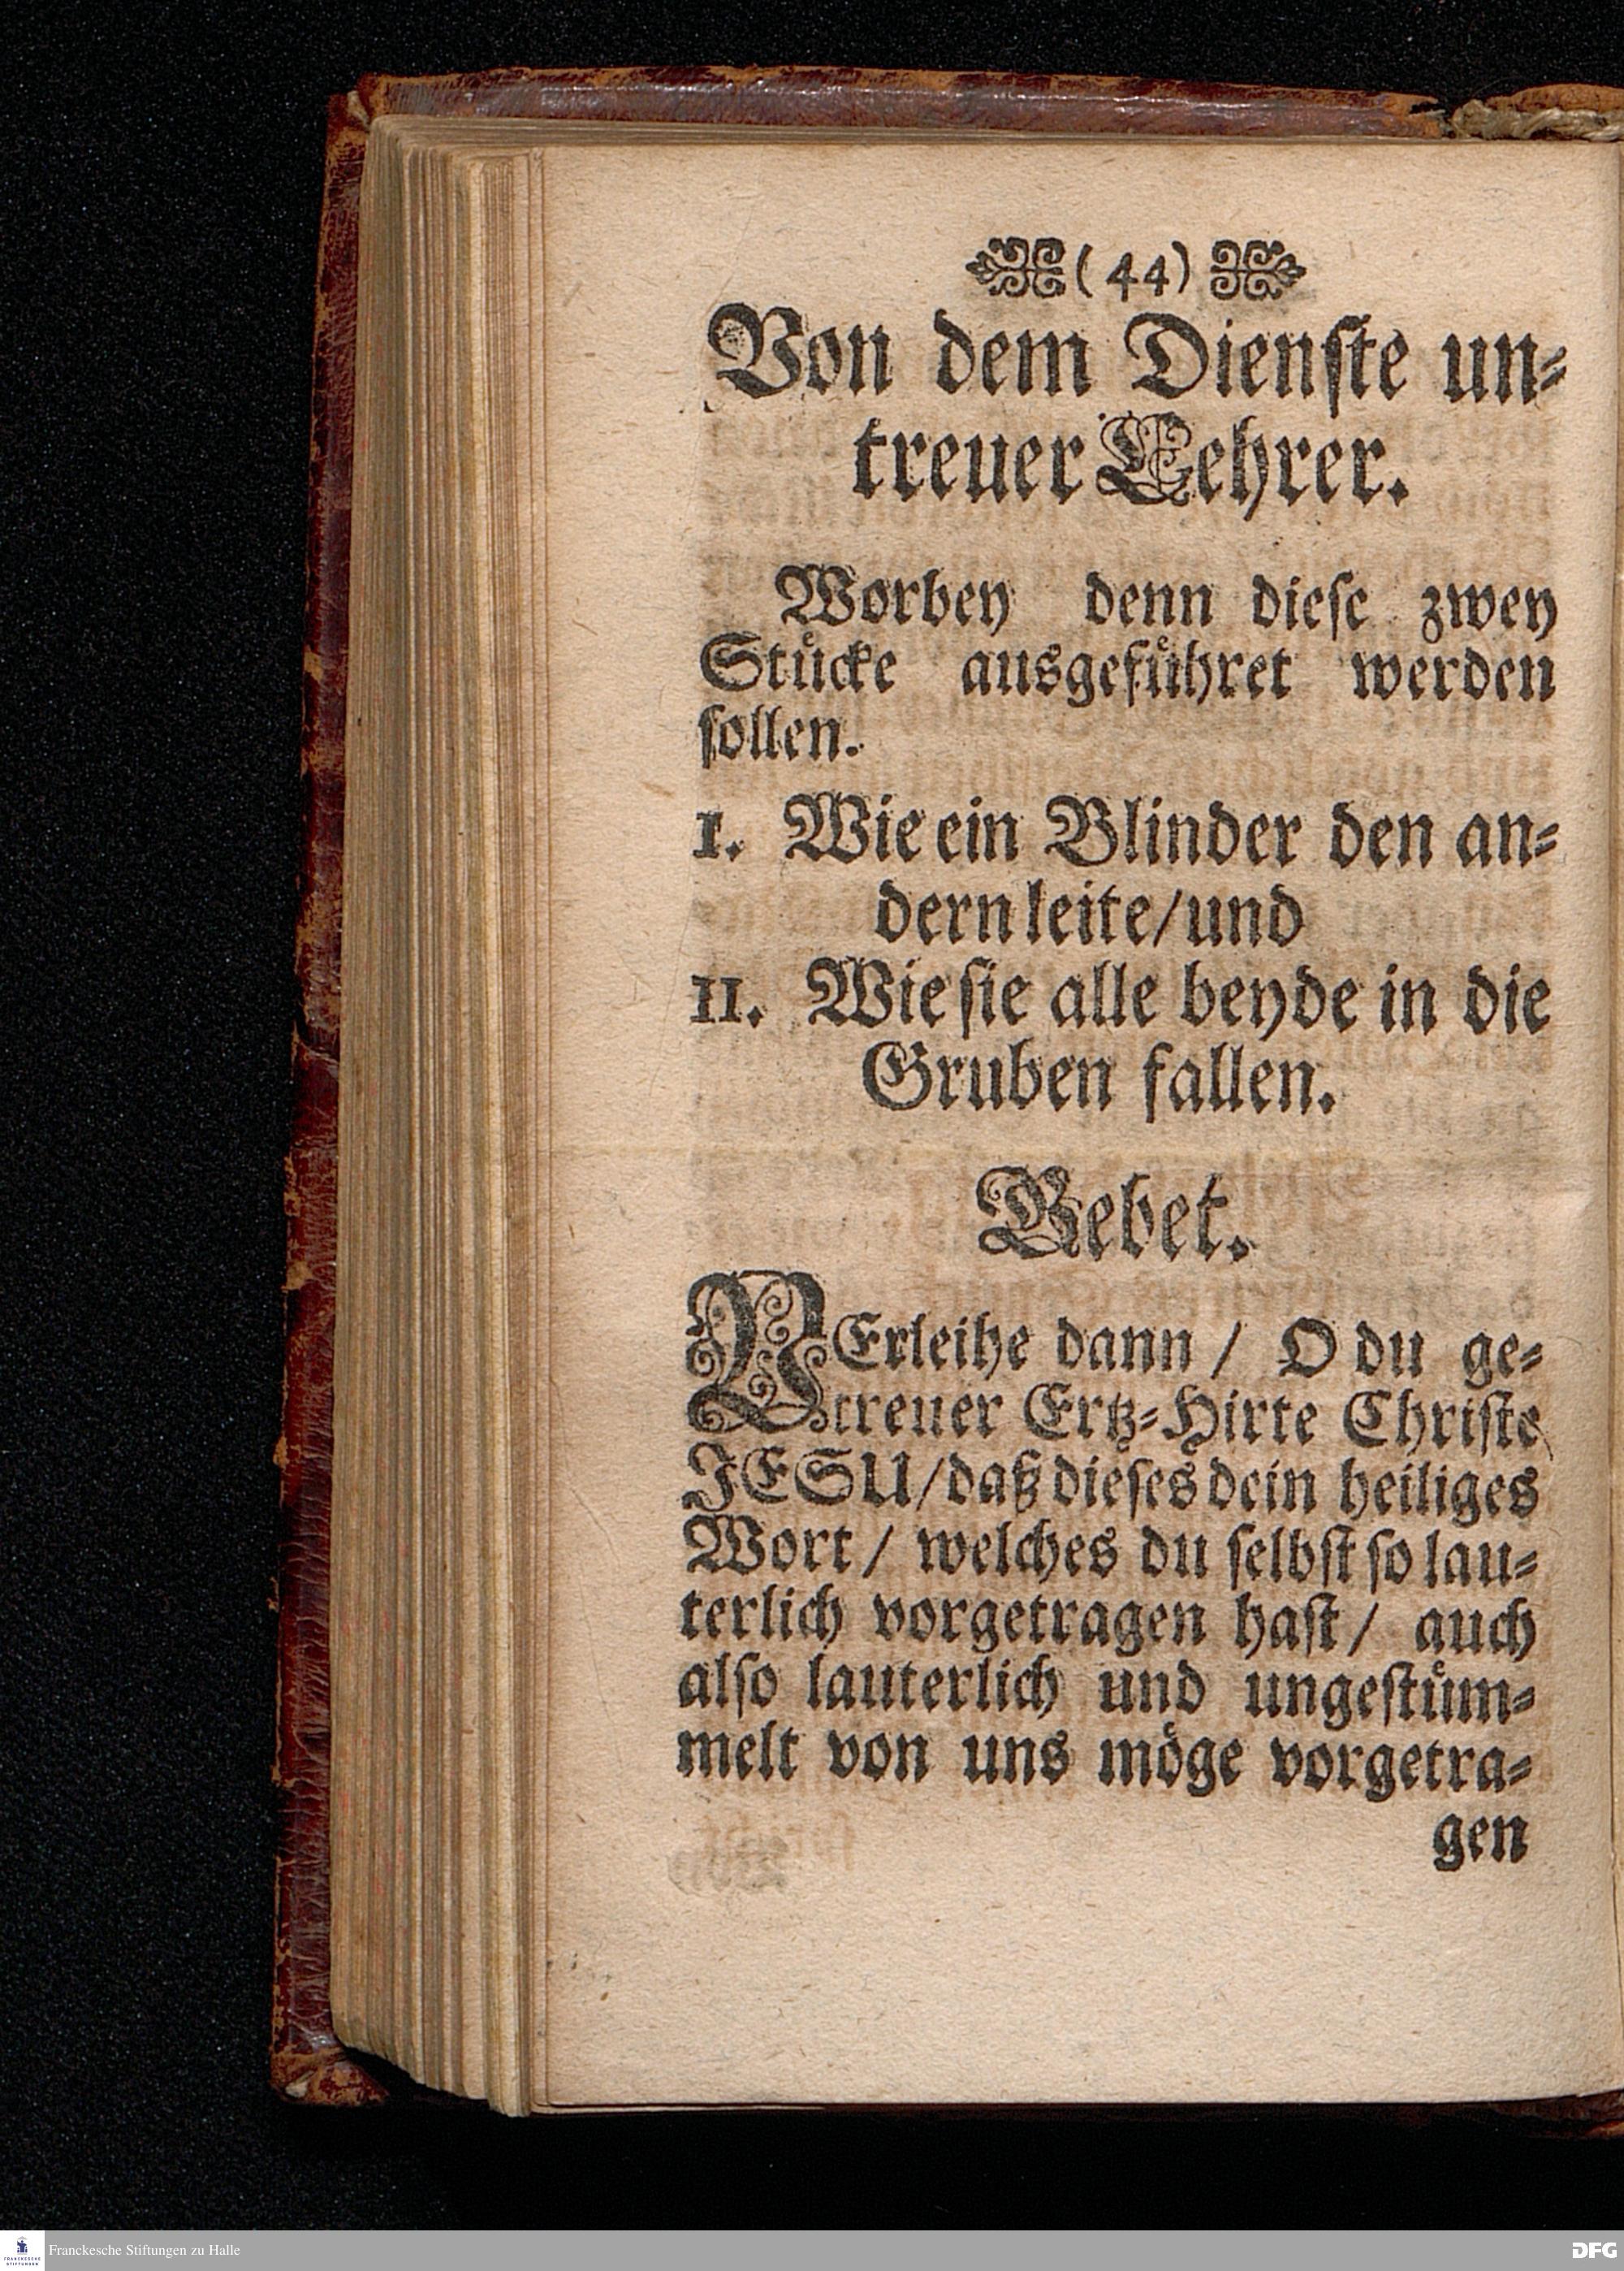 ( 44 )
Von dem Dienste un-
treuer Lehrer.
Worbey denn diese zwey
Stücke ausgeführet werden
sollen.
I. Wie ein Blinder den an-
dern leite/und
II. Wie sie alle beyde in die
Gruben fallen.
Gebet.
VErleihe dann / O du ge-
treuer Ertz-Hirte Christe
JESU/daß dieses dein heiliges
Wort / welches du selbst so lau-
terlich vorgetragen hast / auch
also lauterlich und ungestüm-
melt von uns möge vorgetra-
gen
FRANCKESCHE STIFTUNGEN
Franckesche Stiftungen zu Halle
DFG